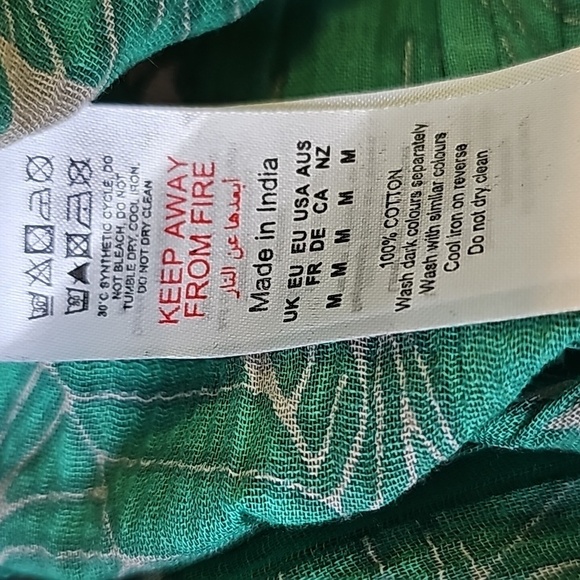 30°C SYNTHETIC CYCLE, DO
NOT BLEACH, DO NOT
TUMBLE DRY, COOL IRON,
DO NOT DRY CLEAN
KEEP AWAY
FROM FIRE
أبعدها عن النار
Made in India
UK EU EU USA AUS
FR DE CA NZ
M M M M M M
100% COTTON
Wash dark colours separately
Wash with similar colours
Cool iron on reverse
Do not dry clean